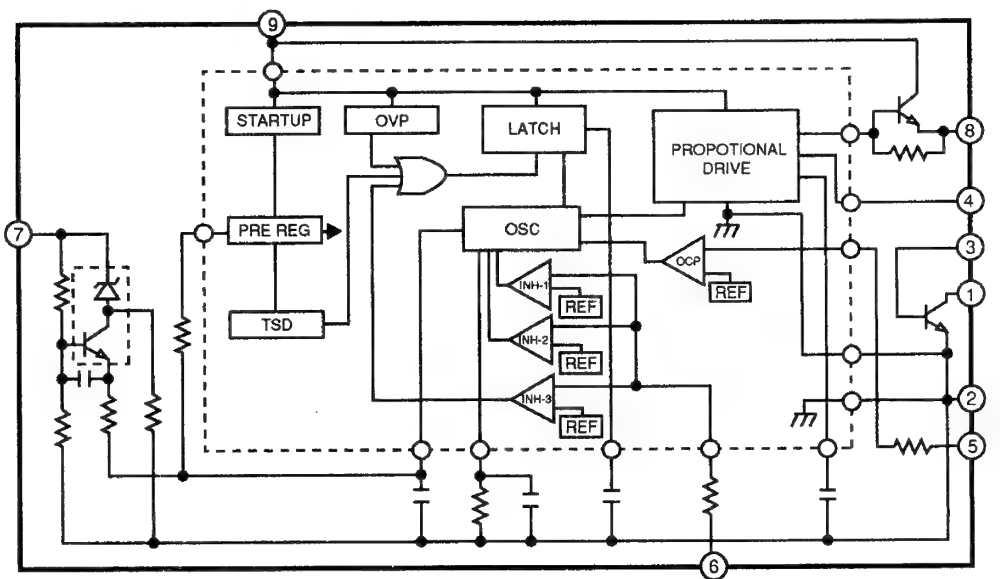 9
STARTUP
OVP
LATCH
PROPOTIONAL
DRIVE
8
4
7
PRE REG
OSC
OCP
REF
3
INH-1
REF
1
TSD
INH-2
REF
INH-3
REF
2
5
6